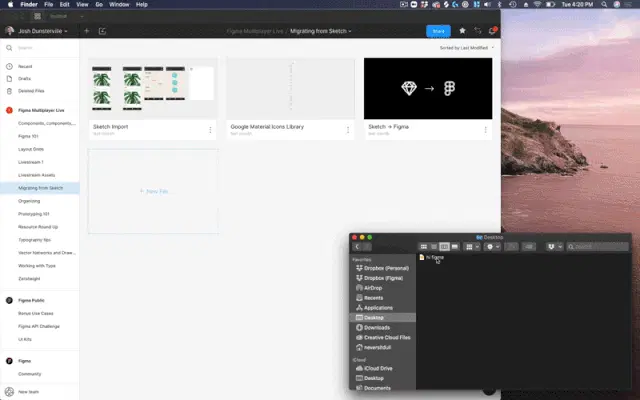 Finder File Edit View Go Window Help
Tue 4:20 PM
Josh Dunsterville
Figma Multiplayer Live / Migrating from Sketch
Share
Search
Sorted by Last Modified
Recent
Drafts
Deleted Files
Figma Multiplayer Live
Components, components,...
Figma 101
Layout Grids
Livestream 1
Livestream Assets
Migrating from Sketch
Organizing
Prototyping 101
Resource Round Up
Typography tips
Vector Networks and Draw...
Working with Type
Zeroheight
Figma Public
Bonus Use Cases
Figma API Challenge
UI Kits
Figma
Community
New team
Sketch Import
Google Material Icons Library
Sketch → Figma
+ New File
Desktop
Search
Favorites
Dropbox (Personal)
Dropbox (Figma)
AirDrop
Recents
Applications
Desktop
Downloads
Creative Cloud Files
neversitdull
iCloud
iCloud Drive
Desktop
Documents
hi figma